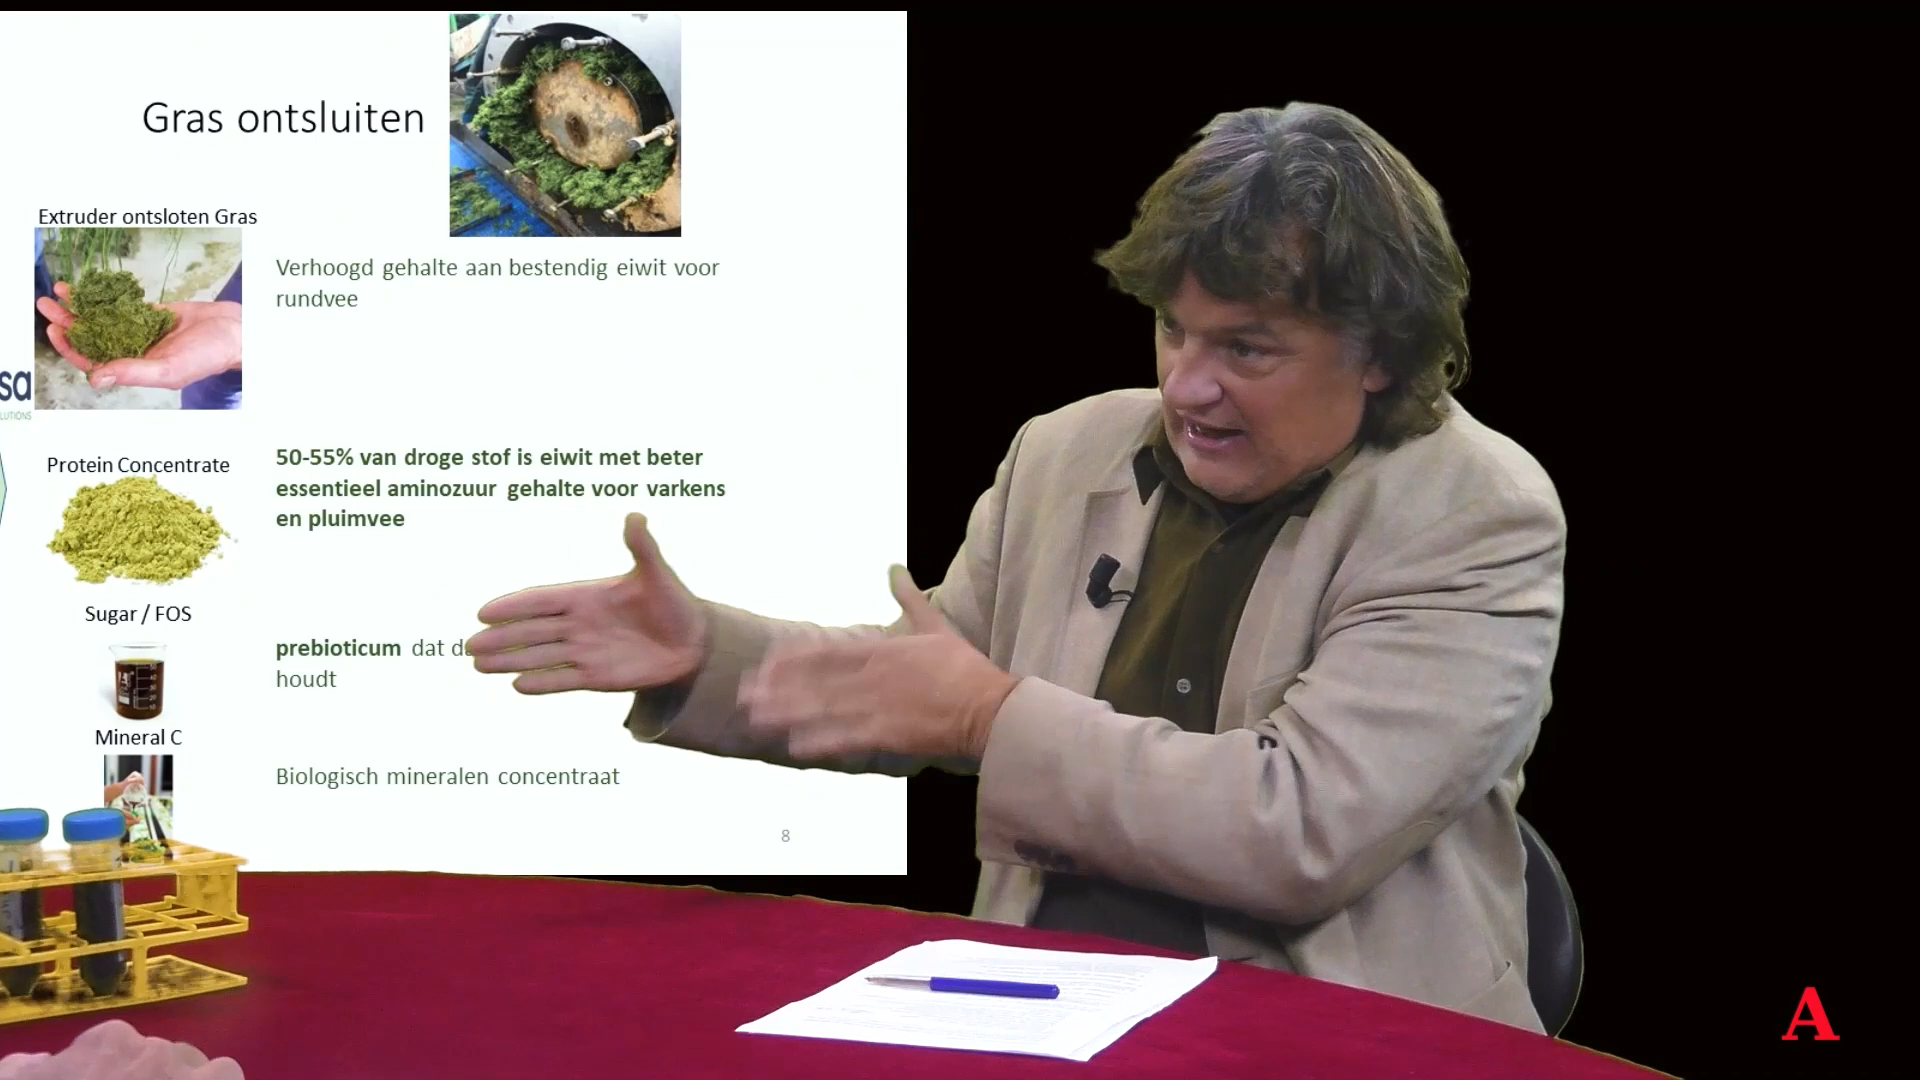 Gras ontsluiten
Extruder ontsloten Gras
Verhoogd gehalte aan bestendig eiwit voor
rundvee
sa
LUTIONS
Protein Concentrate
50-55% van droge stof is eiwit met beter
essentieel aminozuur gehalte voor varkens
en pluimvee
Sugar / FOS
prebioticum dat
houdt
Mineral C
Biologisch mineralen concentraat
8
A